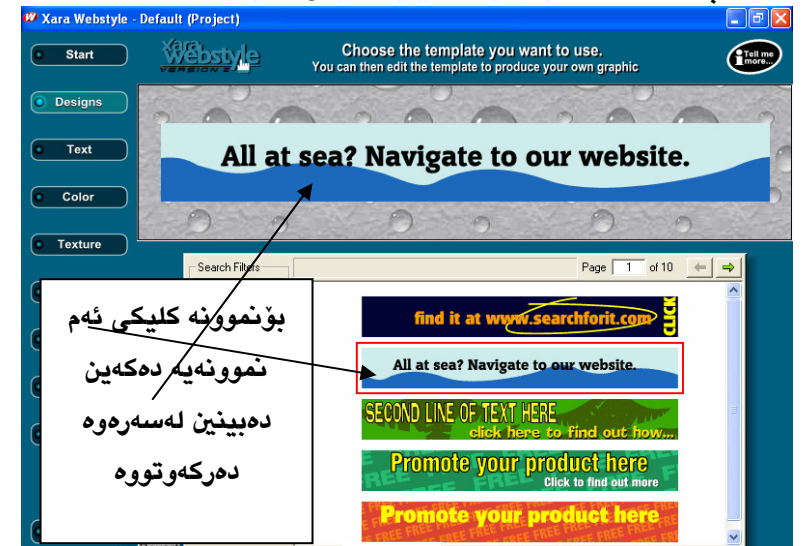 Xara Webstyle - Default (Project)
Start
Xara
Webstyle
VERSION
Choose the template you want to use.
You can then edit the template to produce your own graphic
Tell me
more...
Designs
Text
Color
Texture
All at sea? Navigate to our website.
Search Filters
Page 1 of 10
بۆنموونە کلیکی ئەم
نموونەیە دەکەین
دەبینین لەسەرەوە
دەرکەوتووە
find it at www.searchforit.com
CLICK
All at sea? Navigate to our website.
SECOND LINE OF TEXT HERE
click here to find out how...
Promote your product here
Click to find out more
Promote your product here